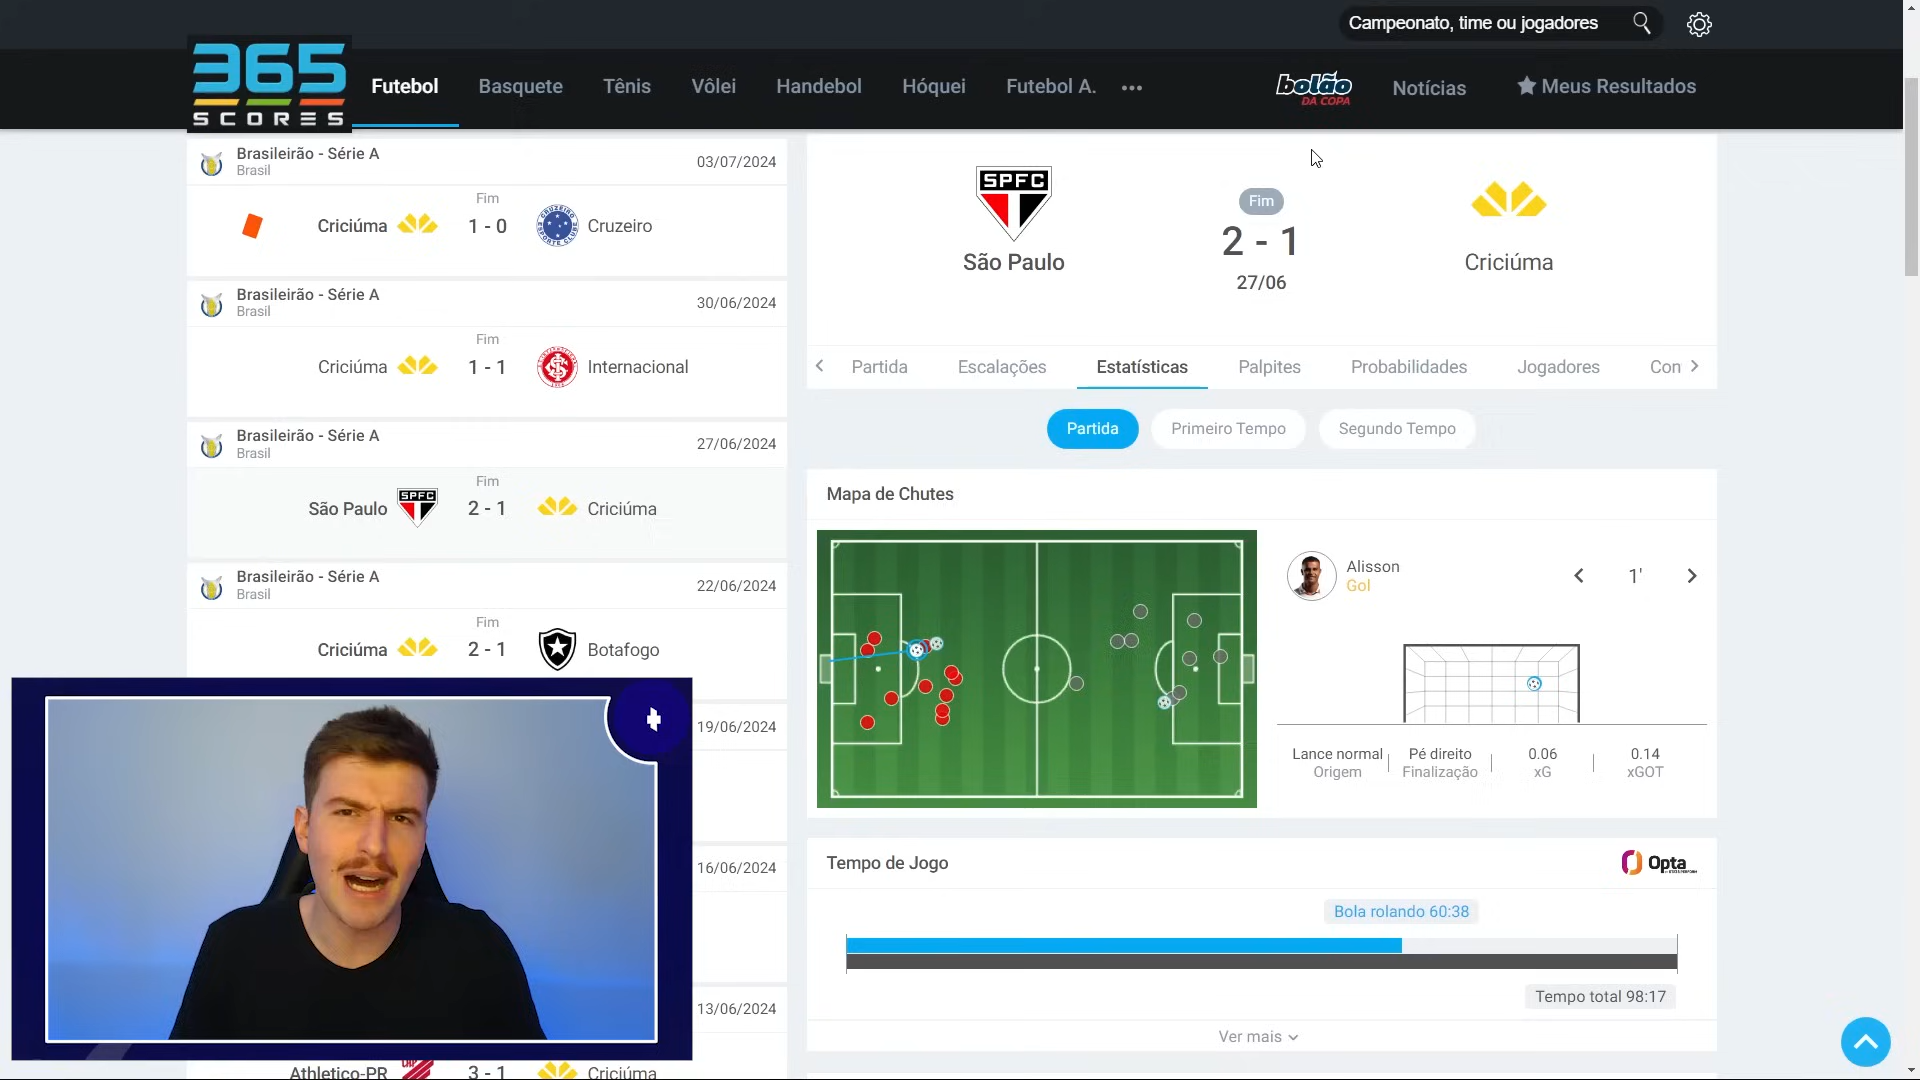 Campeonato, time ou jogadores
365
SCORES
Futebol
Basquete
Tênis
Vôlei
Handebol
Hóquei
Futebol A.
bolão
DA COPA
Notícias
Meus Resultados
Brasileirão - Série A
Brasil
03/07/2024
Fim
Criciúma
1 - 0
Cruzeiro
Brasileirão - Série A
Brasil
30/06/2024
Fim
Criciúma
1 - 1
Internacional
Brasileirão - Série A
Brasil
27/06/2024
Fim
São Paulo
SPFC
2 - 1
Criciúma
Brasileirão - Série A
Brasil
22/06/2024
Fim
Criciúma
2 - 1
Botafogo
19/06/2024
16/06/2024
13/06/2024
Athletico-PR
3 - 1
Criciúma
SPFC
São Paulo
Fim
2 - 1
27/06
Criciúma
Partida
Escalações
Estatísticas
Palpites
Probabilidades
Jogadores
Con
Partida
Primeiro Tempo
Segundo Tempo
Mapa de Chutes
Alisson
Gol
1'
Lance normal
Origem
Pé direito
Finalização
0.06
xG
0.14
xGOT
Tempo de Jogo
Opta
Bola rolando 60:38
Tempo total 98:17
Ver mais